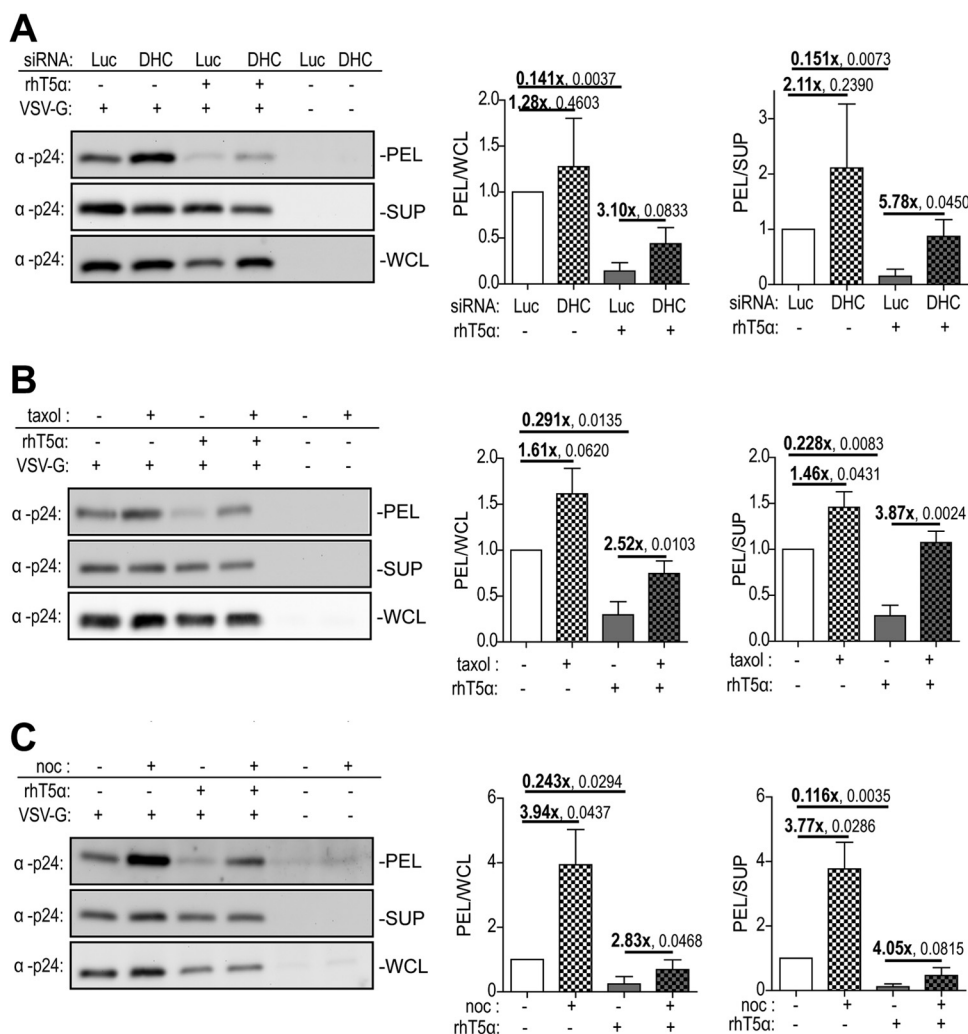 A
siRNA: Luc DHC Luc DHC Luc DHC
rhT5α: - - + + - -
VSV-G: + + + + - -
α -p24: -PEL
α -p24: -SUP
α -p24: -WCL
0.141x, 0.0037
1.28x, 0.4603
3.10x, 0.0833
PEL/WCL
2.0
1.5
1.0
0.5
0.0
siRNA: Luc DHC Luc DHC
rhT5α: - - + +
0.151x, 0.0073
2.11x, 0.2390
5.78x, 0.0450
PEL/SUP
3
2
1
0
siRNA: Luc DHC Luc DHC
rhT5α: - - + +
B
taxol : - + - + - +
rhT5α: - - + + - -
VSV-G: + + + + - -
α -p24: -PEL
α -p24: -SUP
α -p24: -WCL
0.291x, 0.0135
1.61x, 0.0620
2.52x, 0.0103
PEL/WCL
2.0
1.5
1.0
0.5
0.0
taxol : - + - +
rhT5α: - - + +
0.228x, 0.0083
1.46x, 0.0431
3.87x, 0.0024
PEL/SUP
2.0
1.5
1.0
0.5
0.0
taxol : - + - +
rhT5α: - - + +
C
noc : - + - + - +
rhT5α: - - + + - -
VSV-G: + + + + - -
α -p24: -PEL
α -p24: -SUP
α -p24: -WCL
0.243x, 0.0294
3.94x, 0.0437
2.83x, 0.0468
PEL/WCL
6
4
2
0
noc : - + - +
rhT5α: - - + +
0.116x, 0.0035
3.77x, 0.0286
4.05x, 0.0815
PEL/SUP
6
4
2
0
noc : - + - +
rhT5α: - - + +